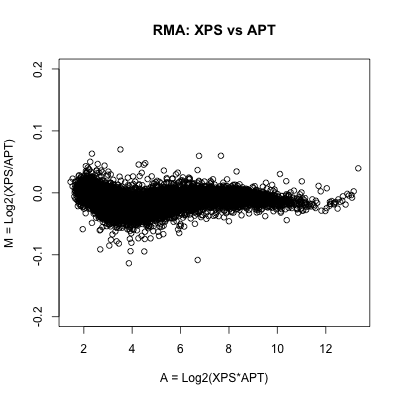 RMA: XPS vs APT
0.2
0.1
0.0
-0.1
-0.2
M = Log2(XPS/APT)
2 4 6 8 10 12
A = Log2(XPS*APT)